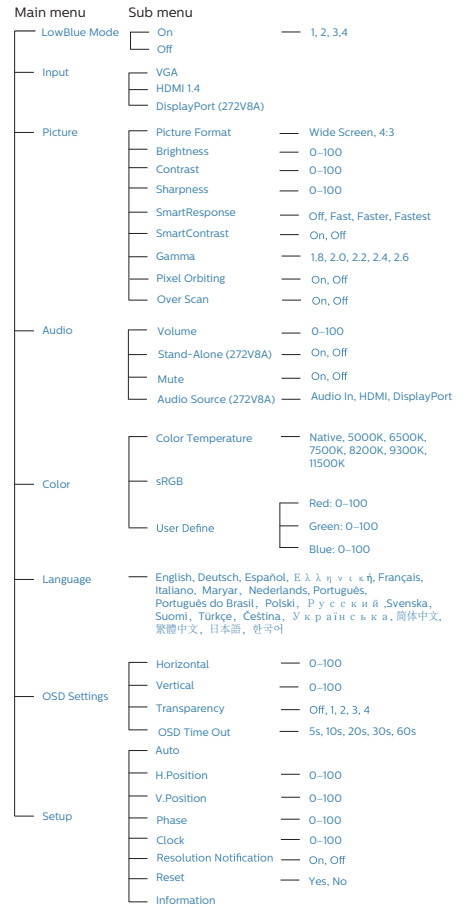 Main menu Sub menu
LowBlue Mode On 1, 2, 3,4
Off
Input VGA
HDMI 1.4
DisplayPort (272V8A)
Picture Picture Format Wide Screen, 4:3
Brightness 0–100
Contrast 0–100
Sharpness 0–100
SmartResponse Off, Fast, Faster, Fastest
SmartContrast On, Off
Gamma 1.8, 2.0, 2.2, 2.4, 2.6
Pixel Orbiting On, Off
Over Scan On, Off
Audio Volume 0–100
Stand-Alone (272V8A) On, Off
Mute On, Off
Audio Source (272V8A) Audio In, HDMI, DisplayPort
Color Temperature Native, 5000K, 6500K,
7500K, 8200K, 9300K,
11500K
Color sRGB
Red: 0–100
User Define Green: 0–100
Blue: 0–100
Language English, Deutsch, Español, Ελληνική, Français,
Italiano, Maryar, Nederlands, Português,
Português do Brasil, Polski, Русский ,Svenska,
Suomi, Türkçe, Čeština, Українська, 简体中文,
繁體中文, 日本語, 한국어
Horizontal 0–100
Vertical 0–100
OSD Settings Transparency Off, 1, 2, 3, 4
OSD Time Out 5s, 10s, 20s, 30s, 60s
Auto
H.Position 0–100
V.Position 0–100
Setup Phase 0–100
Clock 0–100
Resolution Notification On, Off
Reset Yes, No
Information